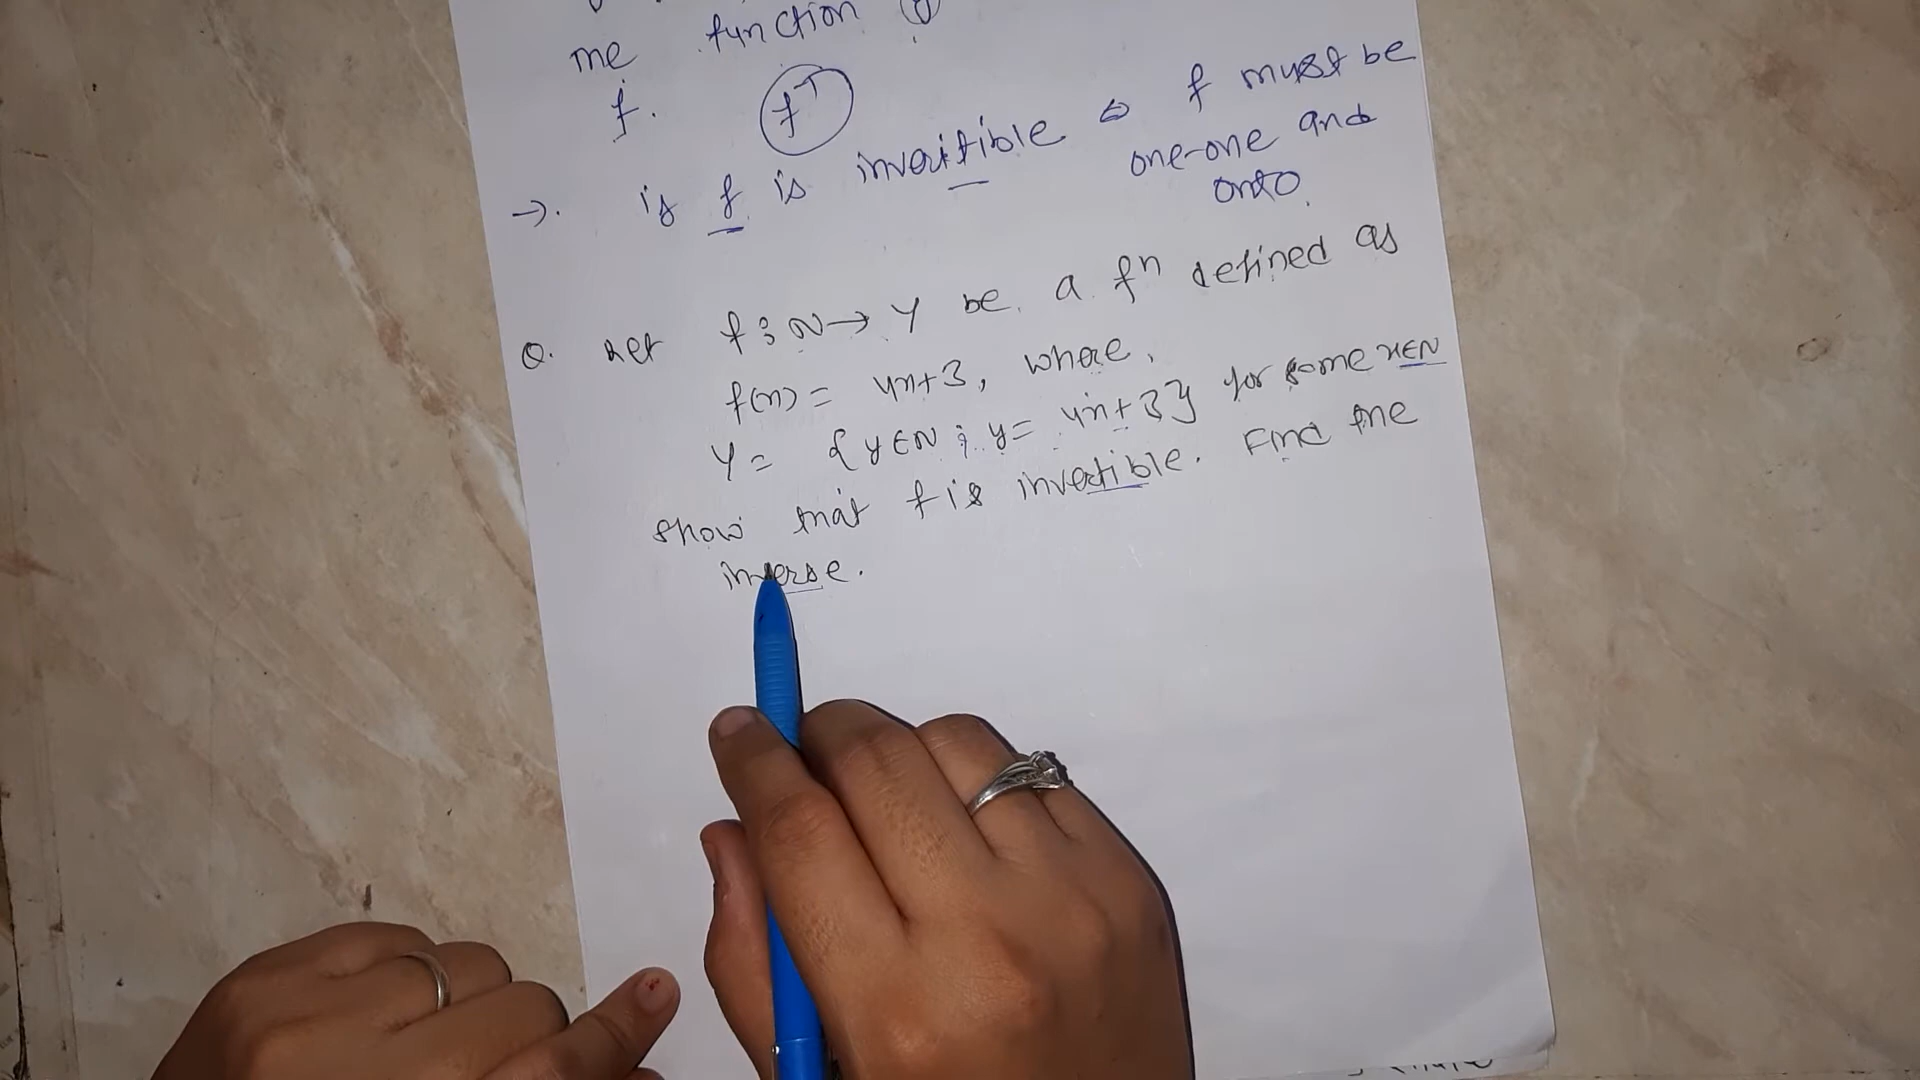 me function
f. f⁻¹
→. if f is invertible ⇔ f must be
one-one and
onto.
Q. Let f : N → Y be a fⁿ defined as
f(x) = 4x+3, where,
Y = {y ∈ N ; y = 4x+3} for some x∈N
Show that f is invertible. Find the
inverse.